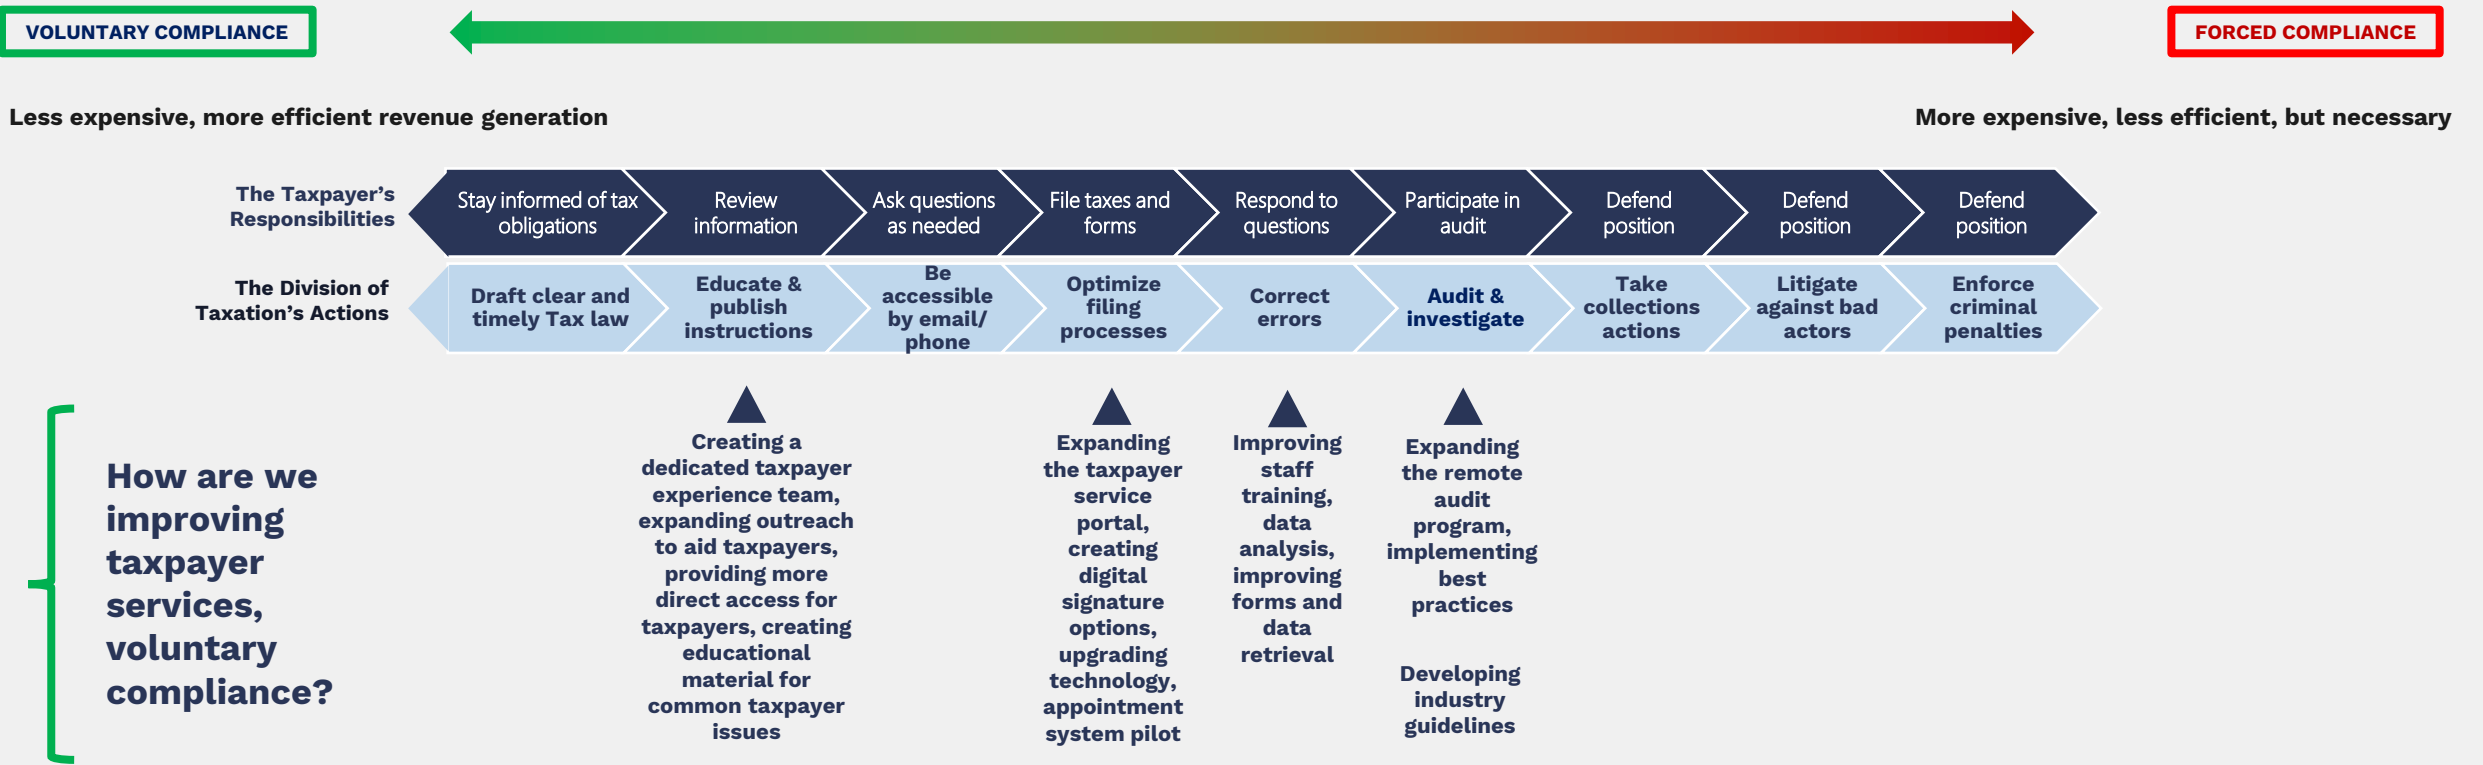 VOLUNTARY COMPLIANCE
FORCED COMPLIANCE
Less expensive, more efficient revenue generation
More expensive, less efficient, but necessary
The Taxpayer’s
Responsibilities
Stay informed of tax
obligations
Review
information
Ask questions
as needed
File taxes and
forms
Respond to
questions
Participate in
audit
Defend
position
Defend
position
Defend
position
The Division of
Taxation’s Actions
Draft clear and
timely Tax law
Educate &
publish
instructions
Be
accessible
by email/
phone
Optimize
filing
processes
Correct
errors
Audit &
investigate
Take
collections
actions
Litigate
against bad
actors
Enforce
criminal
penalties
How are we
improving
taxpayer
services,
voluntary
compliance?
Creating a
dedicated taxpayer
experience team,
expanding outreach
to aid taxpayers,
providing more
direct access for
taxpayers, creating
educational
material for
common taxpayer
issues
Expanding
the taxpayer
service
portal,
creating
digital
signature
options,
upgrading
technology,
appointment
system pilot
Improving
staff
training,
data
analysis,
improving
forms and
data
retrieval
Expanding
the remote
audit
program,
implementing
best
practices
Developing
industry
guidelines